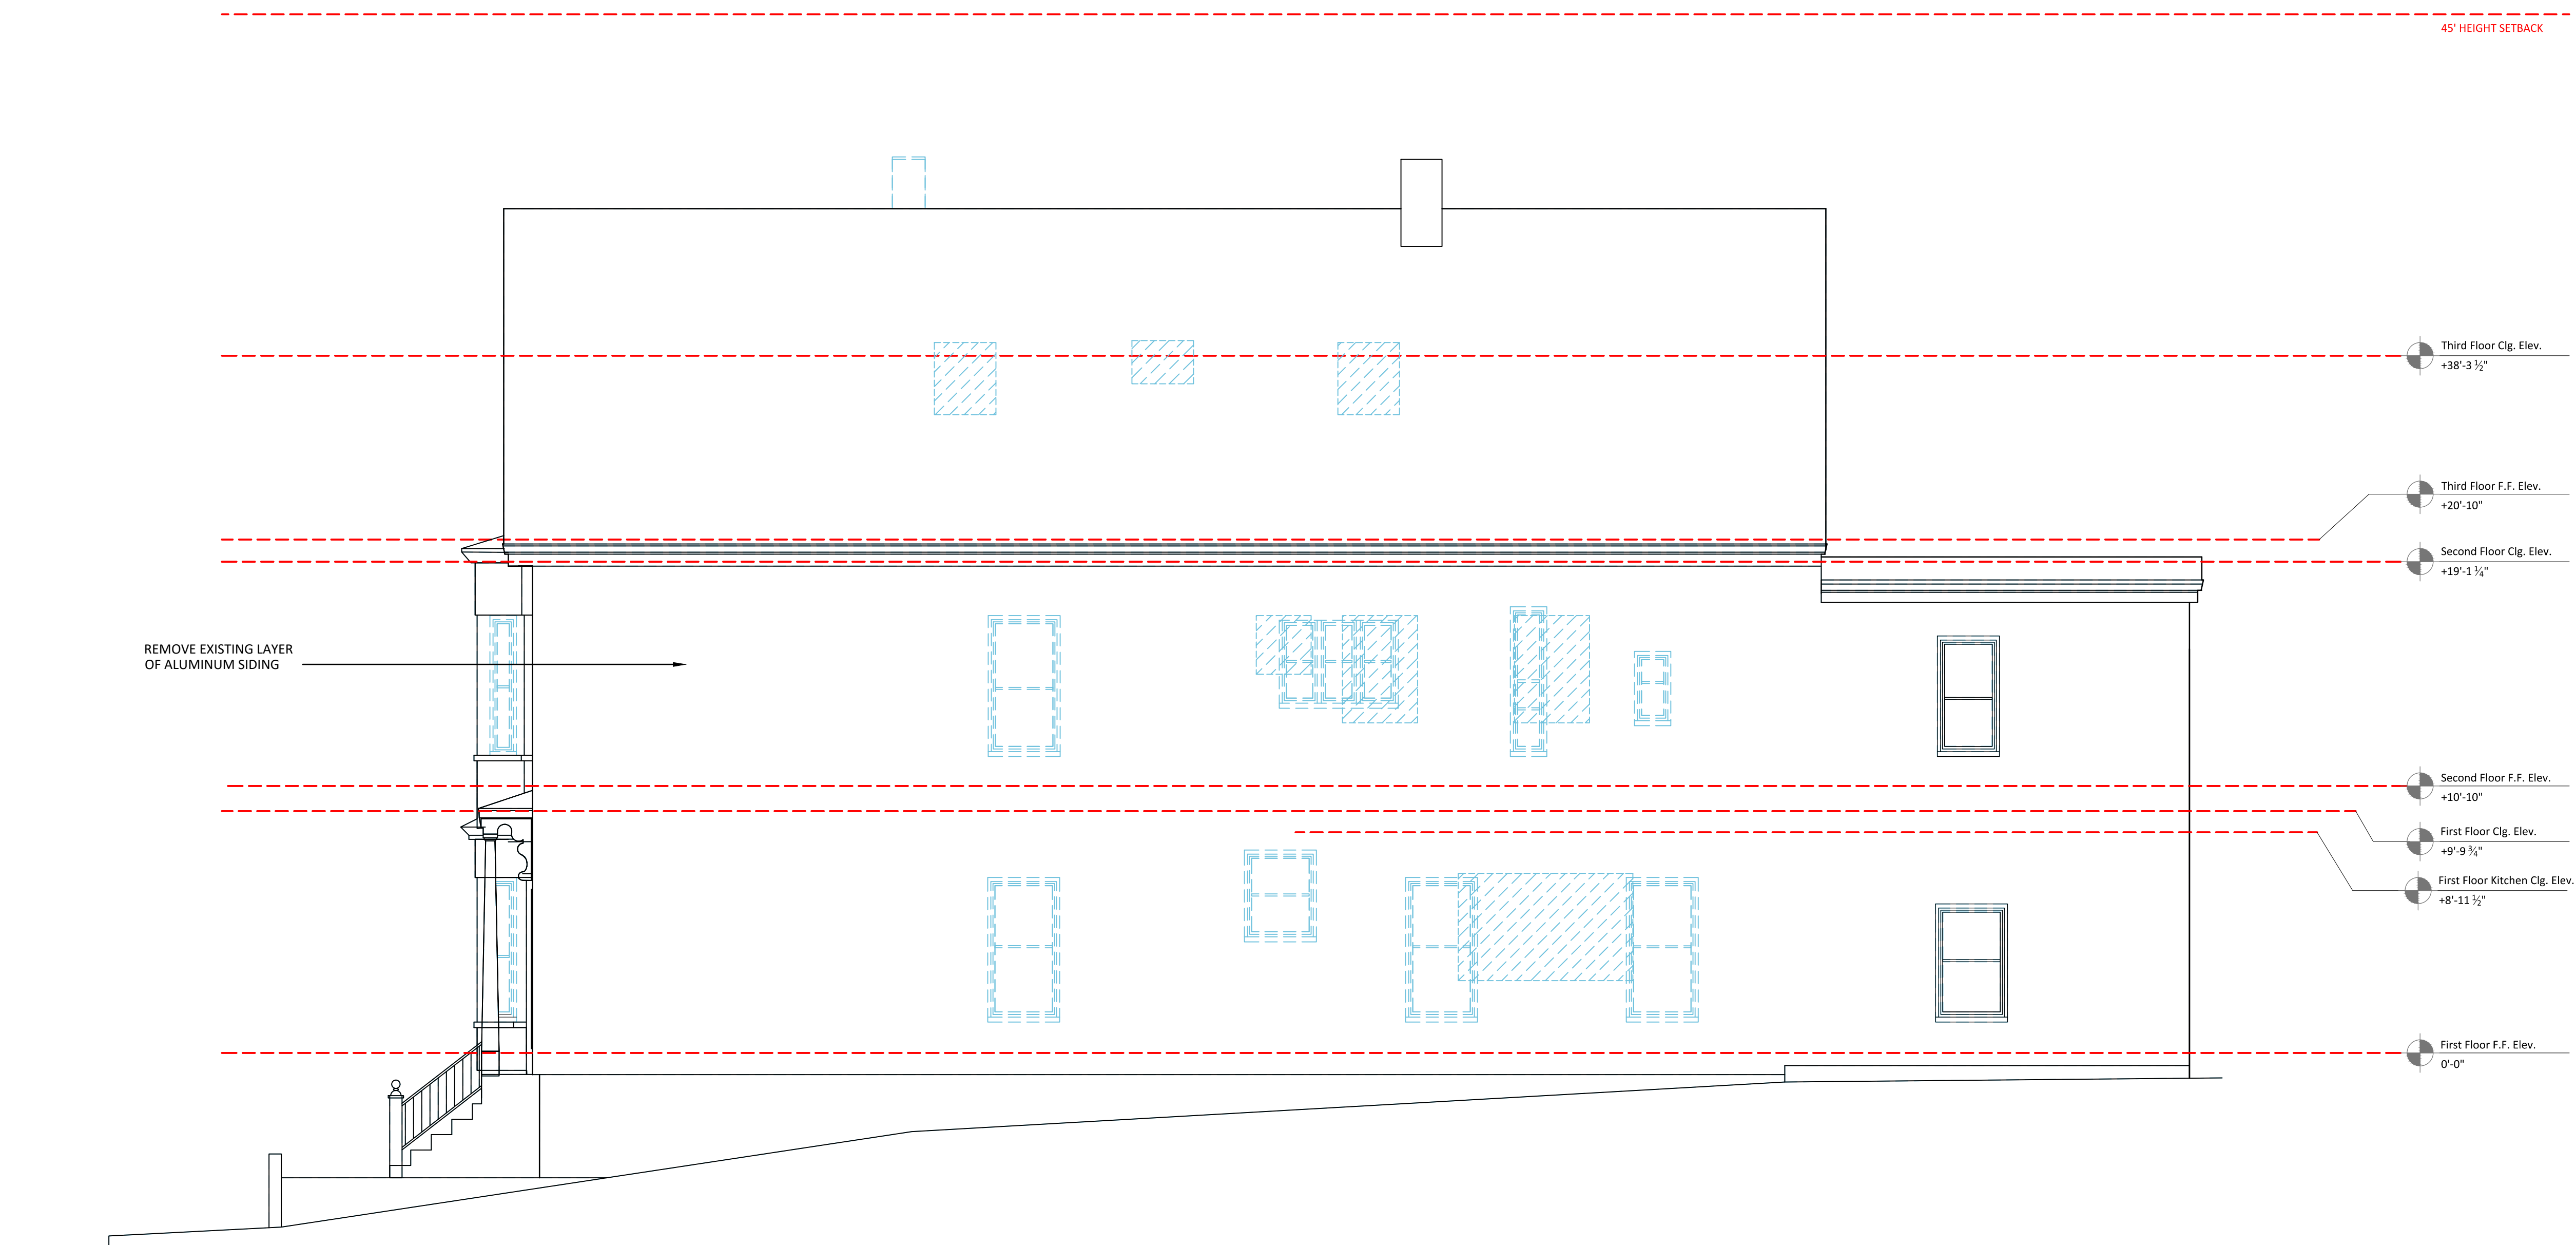 45' HEIGHT SETBACK
Third Floor Clg. Elev.
+38'-3 ½"
Third Floor F.F. Elev.
+20'-10"
Second Floor Clg. Elev.
+19'-1 ¼"
REMOVE EXISTING LAYER
OF ALUMINUM SIDING
Second Floor F.F. Elev.
+10'-10"
First Floor Clg. Elev.
+9'-9 ¾"
First Floor Kitchen Clg. Elev.
+8'-11 ½"
First Floor F.F. Elev.
0'-0"